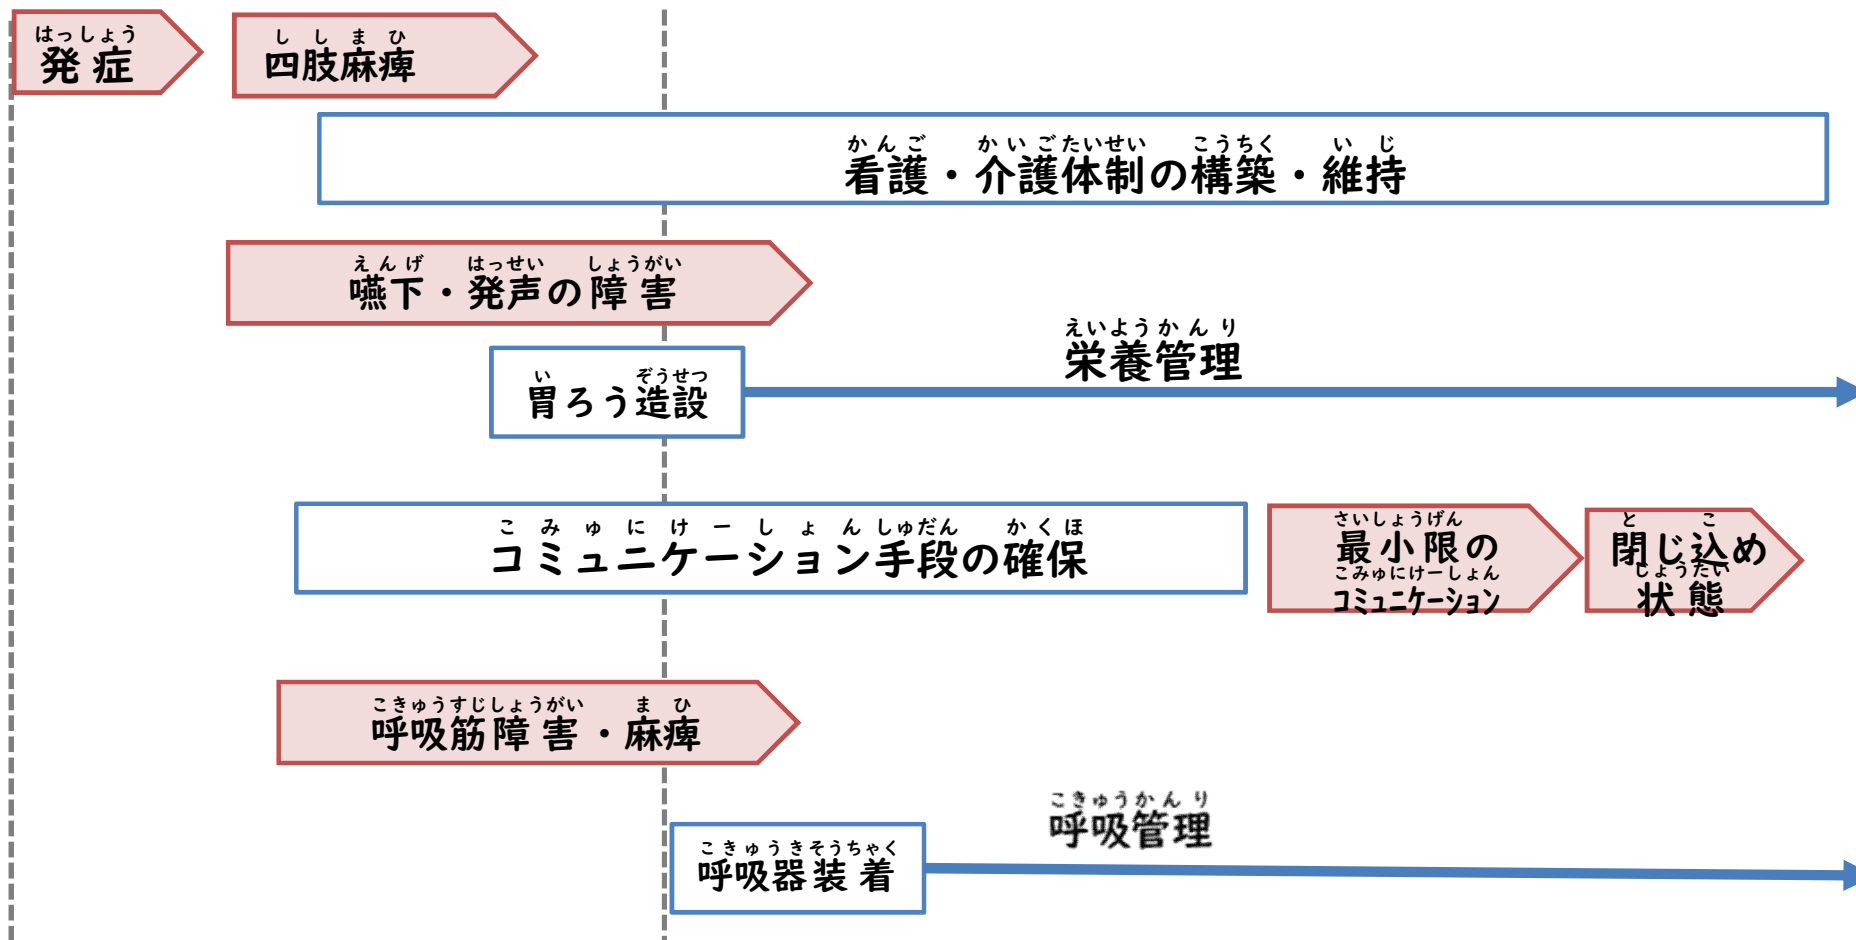 はっしょう
発症
ししまひ
四肢麻痺
かんご かいごたいせい こうちく いじ
看護・介護体制の構築・維持
えんげ はっせい しょうがい
嚥下・発声の障害
えいようかんり
栄養管理
い ぞうせつ
胃ろう造設
こみゅにけーしょんしゅだん かくほ
コミュニケーション手段の確保
さいしょうげん
最小限の
こみゅにけーしょん
コミュニケーション
と こ
閉じ込め
じょうたい
状態
こきゅうすじしょうがい まひ
呼吸筋障害・麻痺
こきゅうかんり
呼吸管理
こきゅうきそうちゃく
呼吸器装着